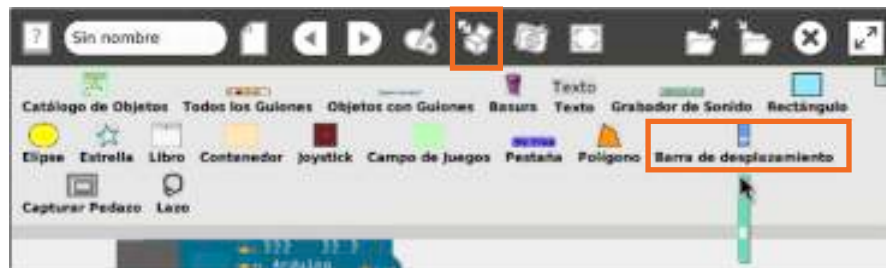 ? Sin nombre
Texto
Catálogo de Objetos Todos los Guiones Objetos con Guiones Basura Texto Grabador de Sonido Rectángulo
Elipse Estrella Libro Contenedor Joystick Campo de Juegos Pestaña Polígono Barra de desplazamiento
Capturar Pedazo Lazo
Arduino